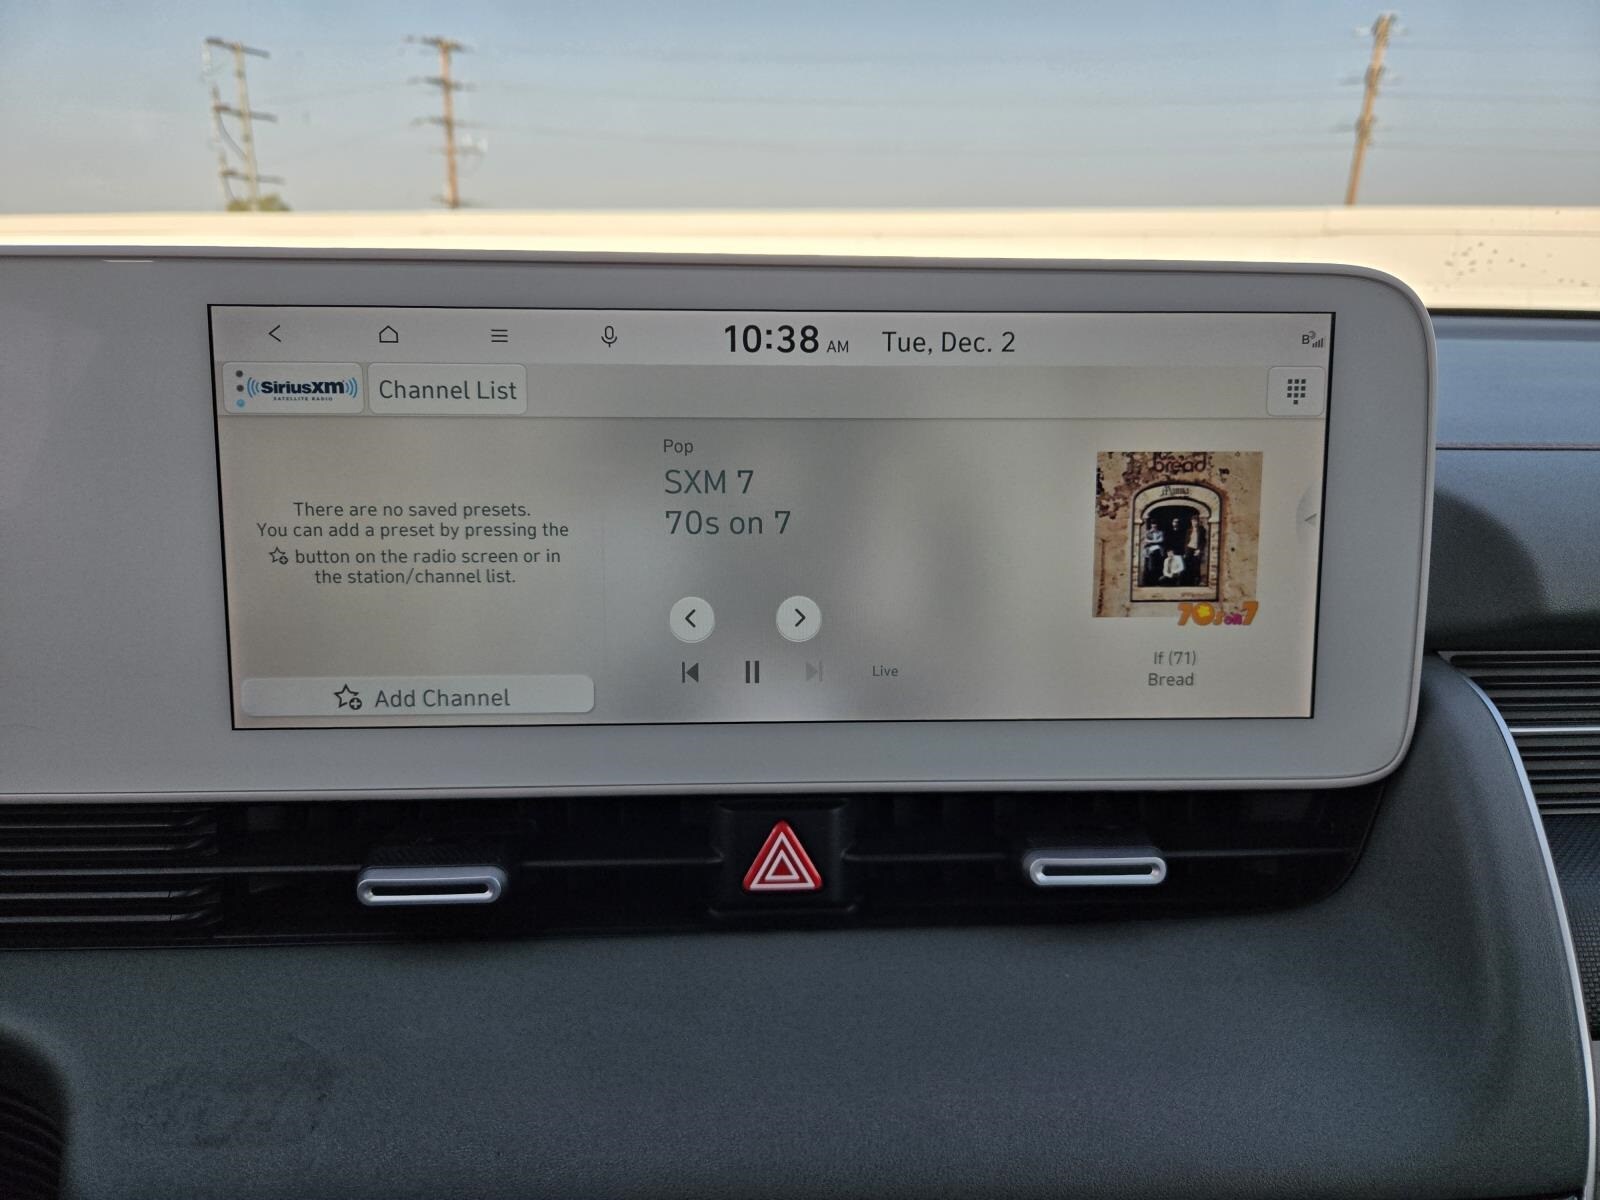 10:38 AM Tue, Dec. 2
B
SiriusXM
SATELLITE RADIO
Channel List
There are no saved presets.
You can add a preset by pressing the
button on the radio screen or in
the station/channel list.
Add Channel
Pop
SXM 7
70s on 7
Live
bread
Manna
70s on 7
If (71)
Bread